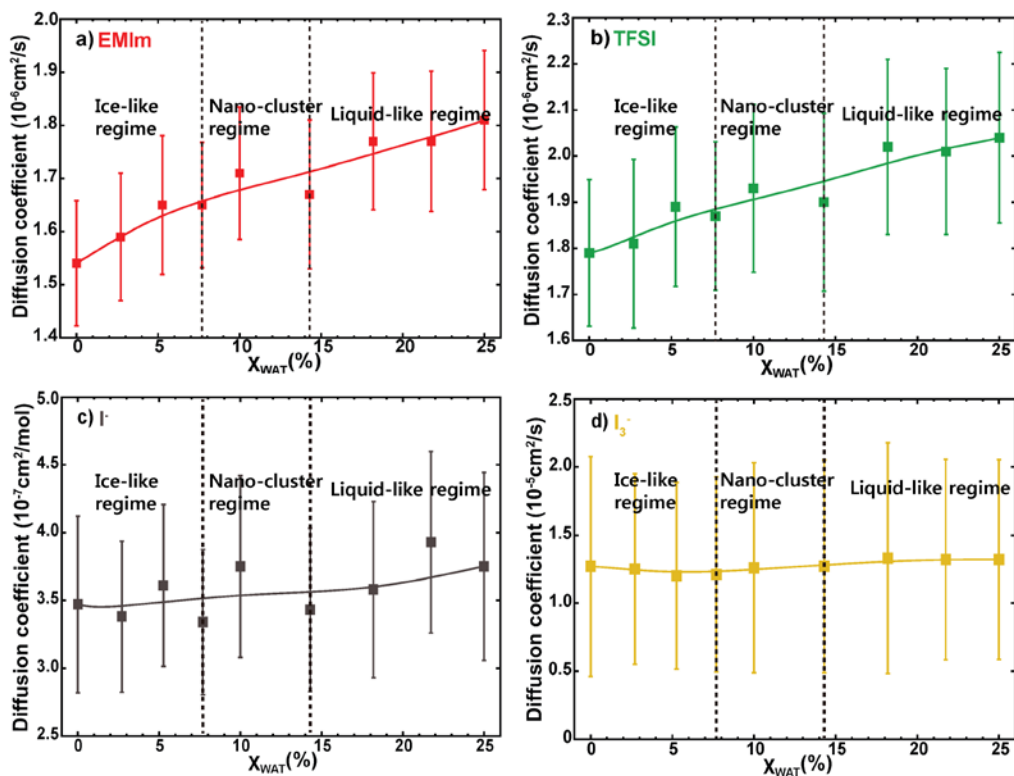 a) EMIm
Diffusion coefficient (10⁻⁶cm²/s)
2.0
1.9
1.8
1.7
1.6
1.5
1.4
Ice-like
regime
Nano-cluster
regime
Liquid-like regime
0 5 10 15 20 25
χWAT(%)
b) TFSI
Diffusion coefficient (10⁻⁶cm²/s)
2.3
2.2
2.1
2.0
1.9
1.8
1.7
1.6
Ice-like
regime
Nano-cluster
regime
Liquid-like regime
0 5 10 15 20 25
χWAT(%)
c) I⁻
Diffusion coefficient (10⁻⁷cm²/mol)
5.0
4.5
4.0
3.5
3.0
2.5
Ice-like
regime
Nano-cluster
regime
Liquid-like regime
0 5 10 15 20 25
χWAT(%)
d) I₃⁻
Diffusion coefficient (10⁻⁵cm²/s)
2.5
2.0
1.5
1.0
0.5
0
Ice-like
regime
Nano-cluster
regime
Liquid-like regime
0 5 10 15 20 25
χWAT(%)